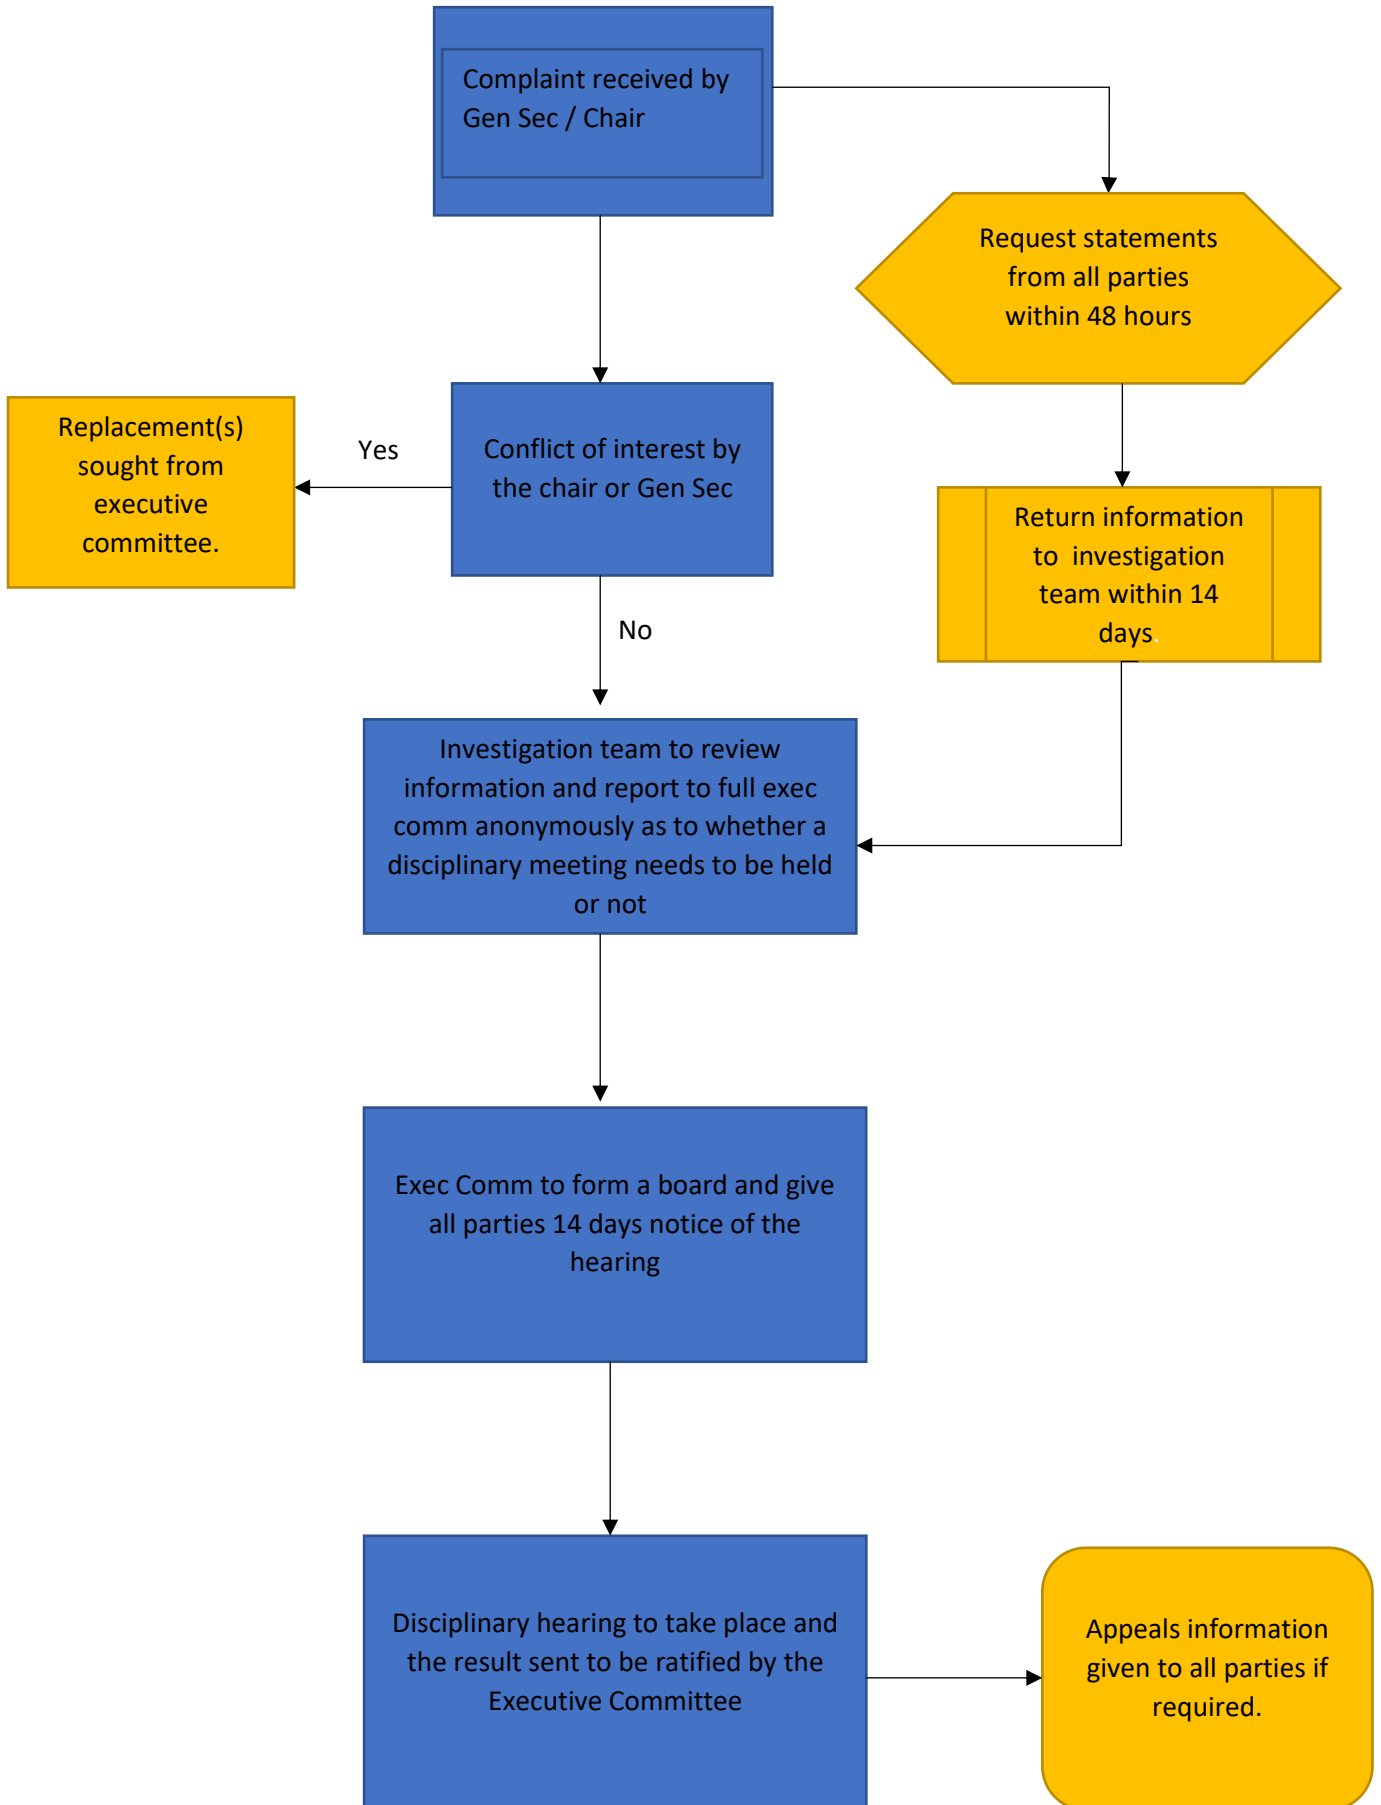 Complaint received by
Gen Sec / Chair
Request statements
from all parties
within 48 hours
Replacement(s)
sought from
executive
committee.
Yes
Conflict of interest by
the chair or Gen Sec
Return information
to  investigation
team within 14
days.
No
Investigation team to review
information and report to full exec
comm anonymously as to whether a
disciplinary meeting needs to be held
or not
Exec Comm to form a board and give
all parties 14 days notice of the
hearing
Disciplinary hearing to take place and
the result sent to be ratified by the
Executive Committee
Appeals information
given to all parties if
required.